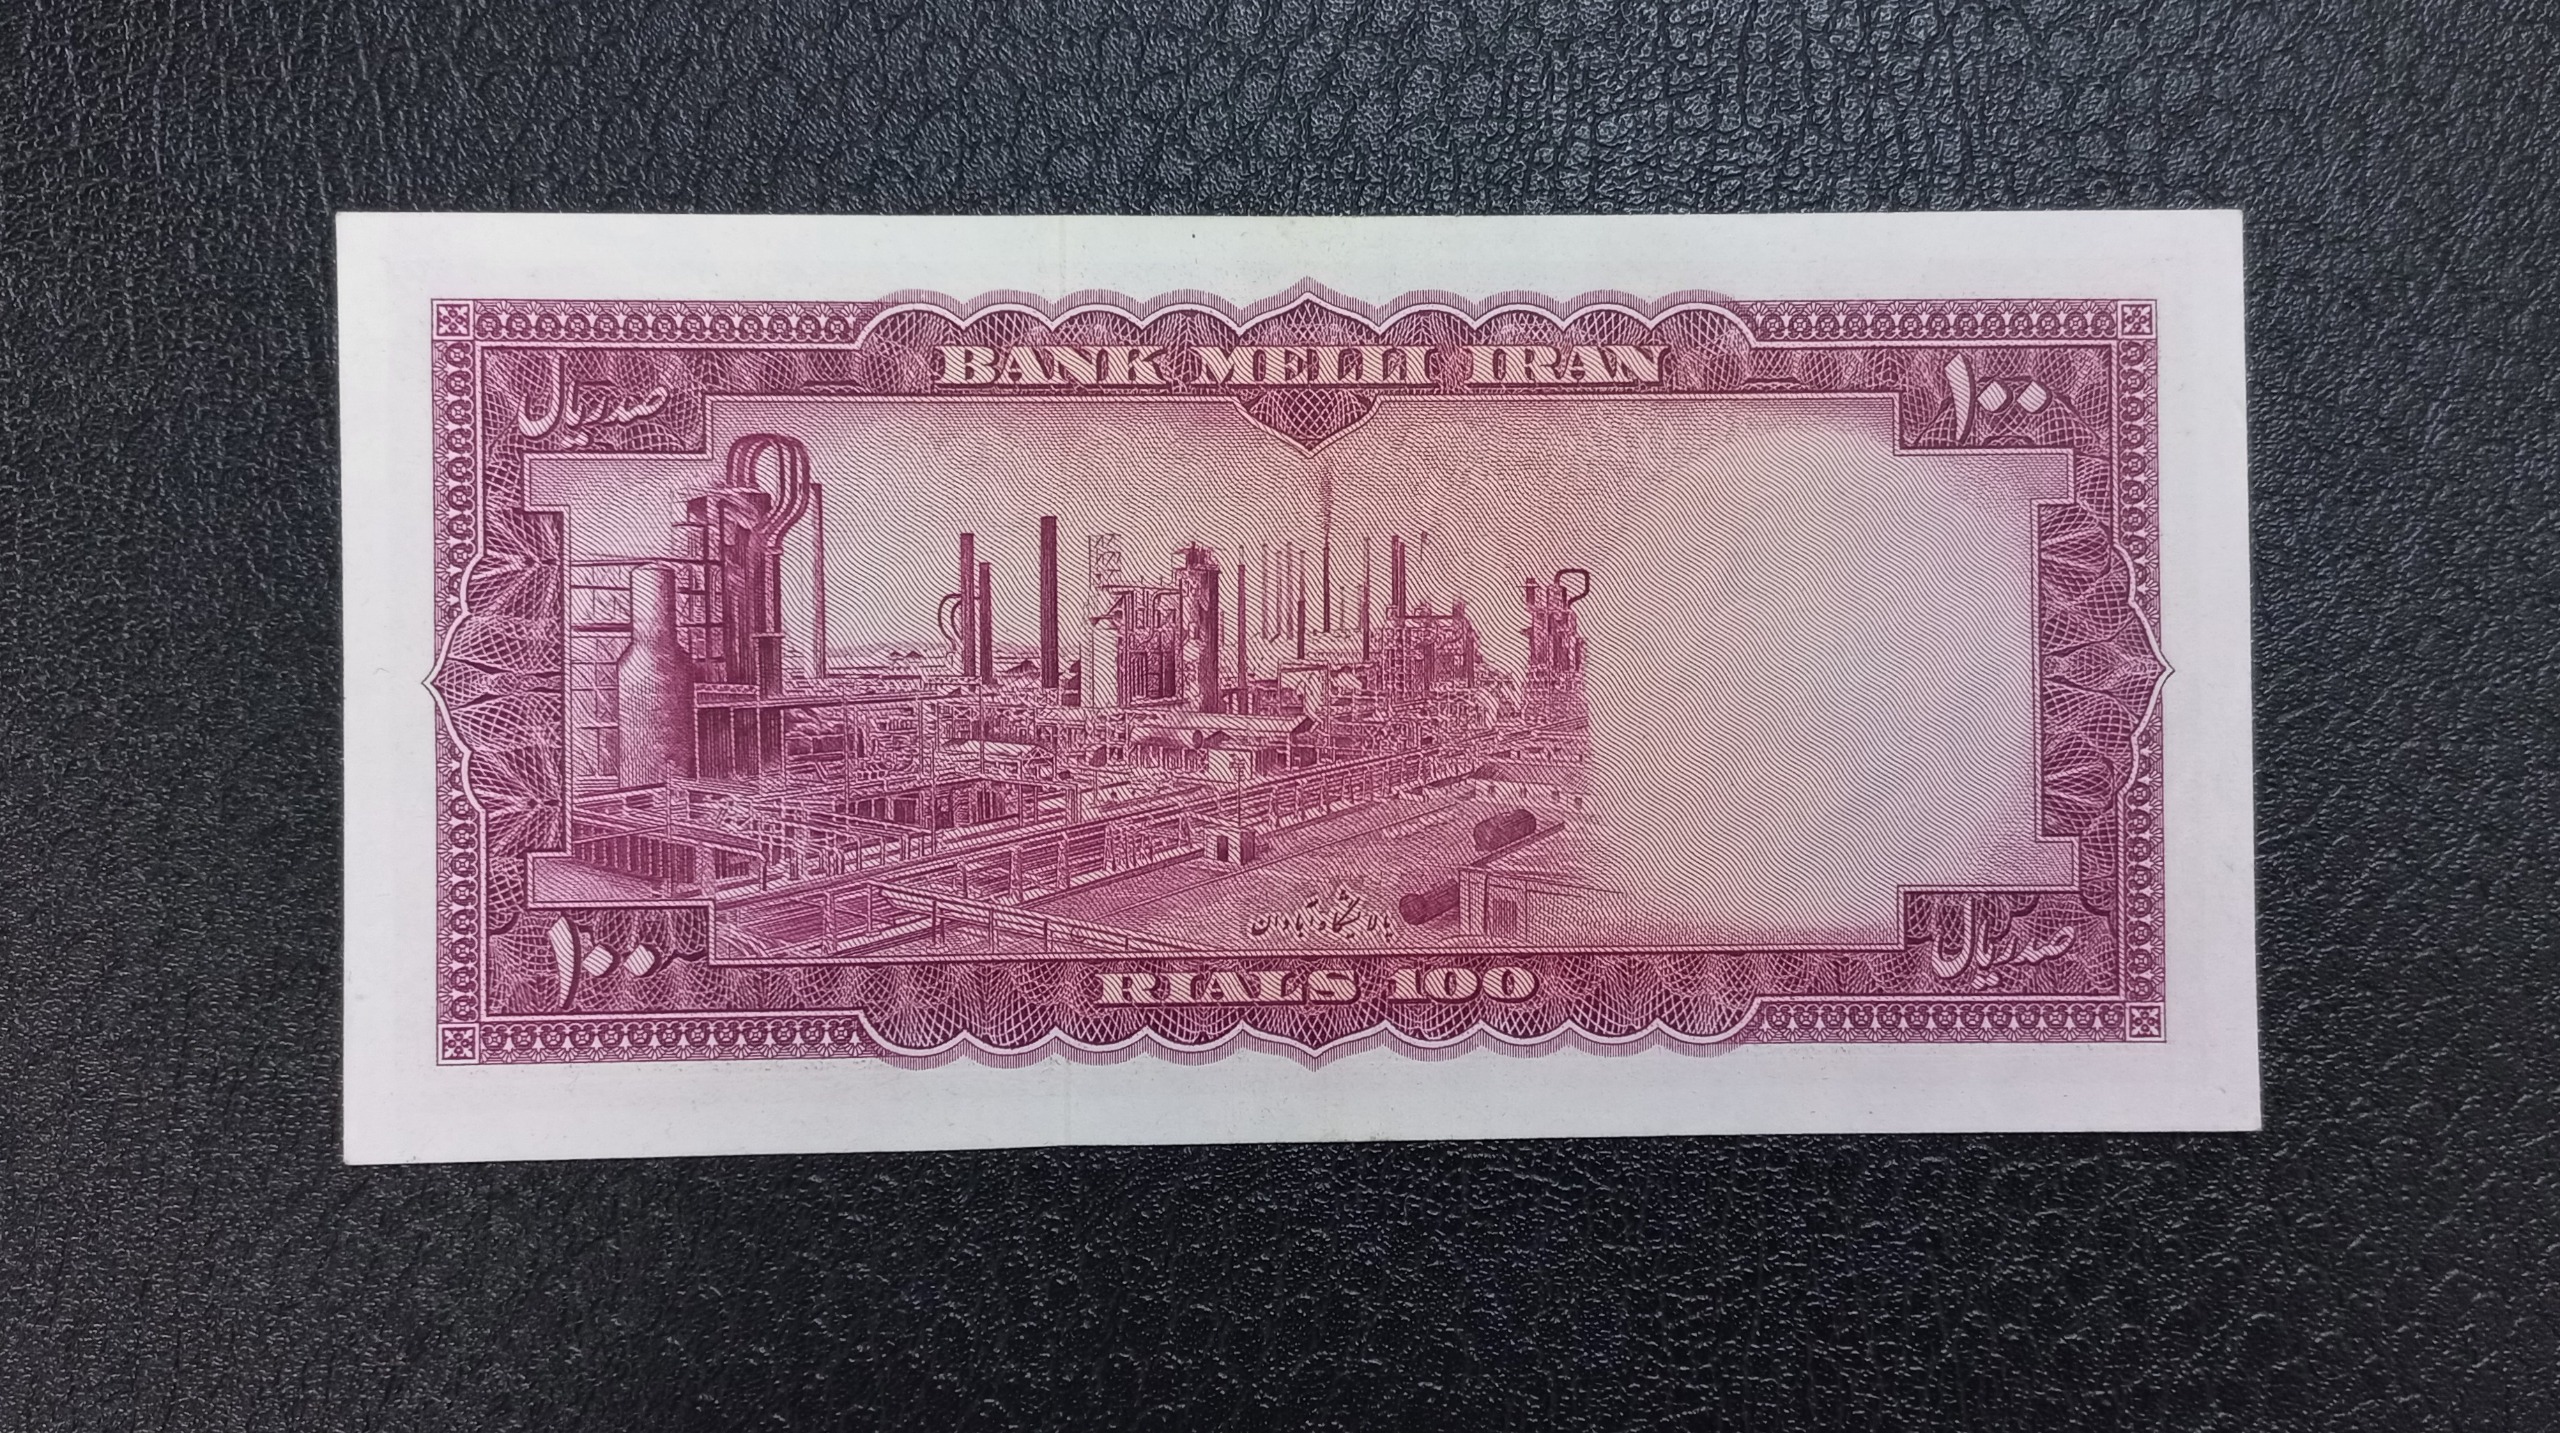 BANK MELLI IRAN
صد ریال
۱۰۰
پالایشگاه آبادان
۱۰۰
صد ریال
RIALS 100